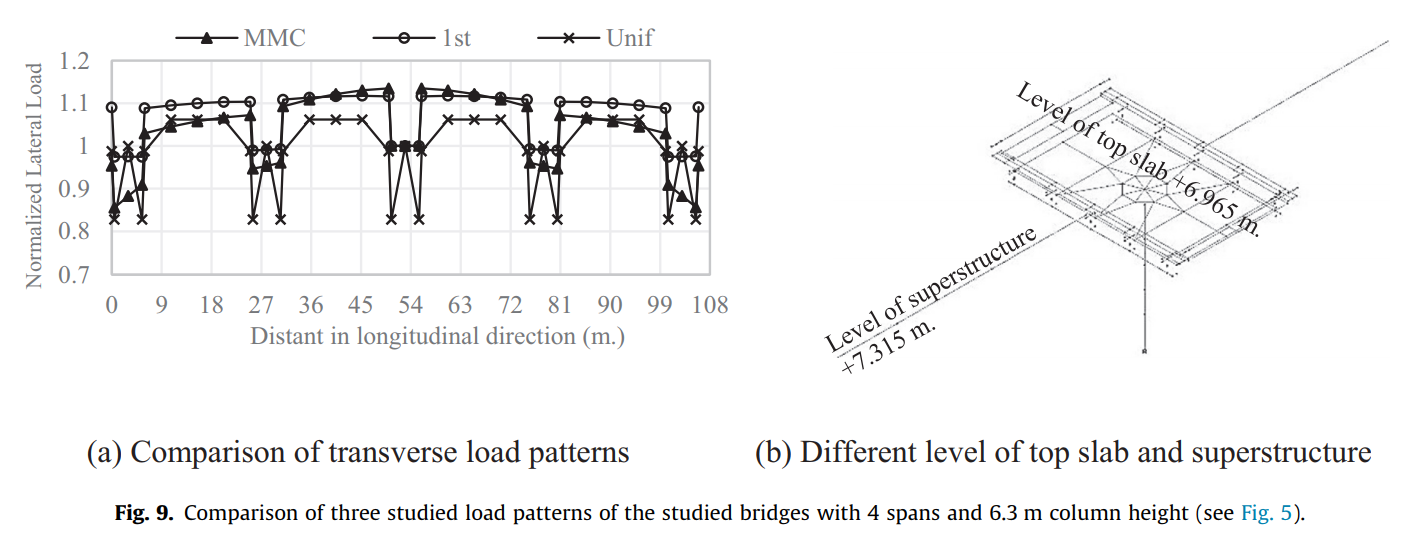 MMC 1st Unif
Normalized Lateral Load
1.2
1.1
1
0.9
0.8
0.7
0 9 18 27 36 45 54 63 72 81 90 99 108
Distant in longitudinal direction (m.)
Level of top slab +6.965 m.
Level of superstructure
+7.315 m.
(a) Comparison of transverse load patterns
(b) Different level of top slab and superstructure
Fig. 9. Comparison of three studied load patterns of the studied bridges with 4 spans and 6.3 m column height (see Fig. 5).